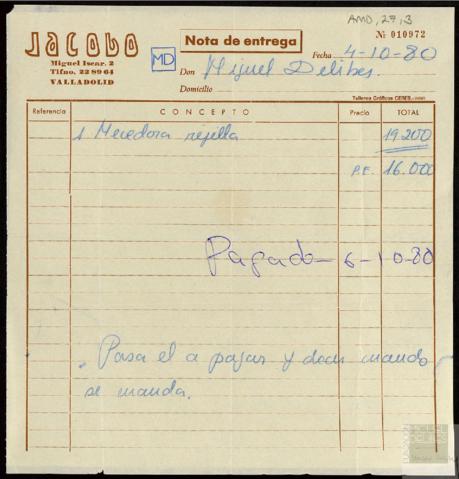 AMD, 27, 3
Jacobo
Miguel Iscar. 2
Tlfno. 22 89 64
VALLADOLID
MD
Nota de entrega
Nº 010972
Fecha 4-10-80
Don Miguel Delibes.
Domicilio
Talleres Gráficos CERES
Referencia CONCEPTO Precio TOTAL
1 Mecedora rejilla 19.200
P.E. 16.000
Pagado - 6-10-80
Pasa el a pagar y decir cuando
se manda.